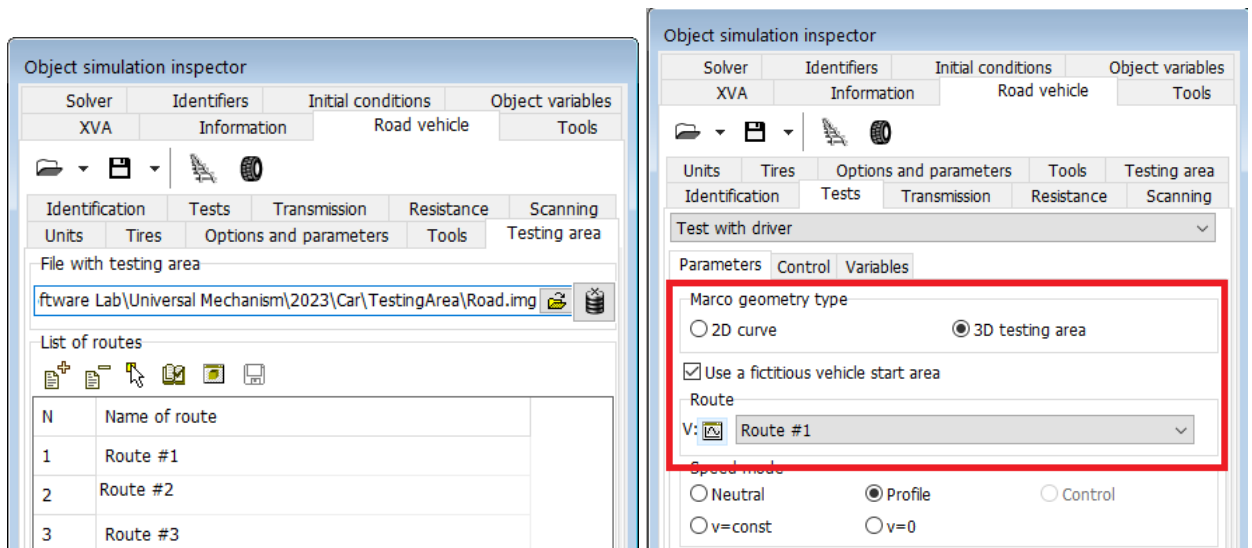 Object simulation inspector
Solver Identifiers Initial conditions Object variables
XVA Information Road vehicle Tools
Identification Tests Transmission Resistance Scanning
Units Tires Options and parameters Tools Testing area
File with testing area
ftware Lab\Universal Mechanism\2023\Car\TestingArea\Road.img
List of routes
N Name of route
1 Route #1
2 Route #2
3 Route #3
Object simulation inspector
Solver Identifiers Initial conditions Object variables
XVA Information Road vehicle Tools
Units Tires Options and parameters Tools Testing area
Identification Tests Transmission Resistance Scanning
Test with driver
Parameters Control Variables
Marco geometry type
2D curve 3D testing area
Use a fictitious vehicle start area
Route
V: Route #1
Speed mode
Neutral Profile Control
v=const v=0